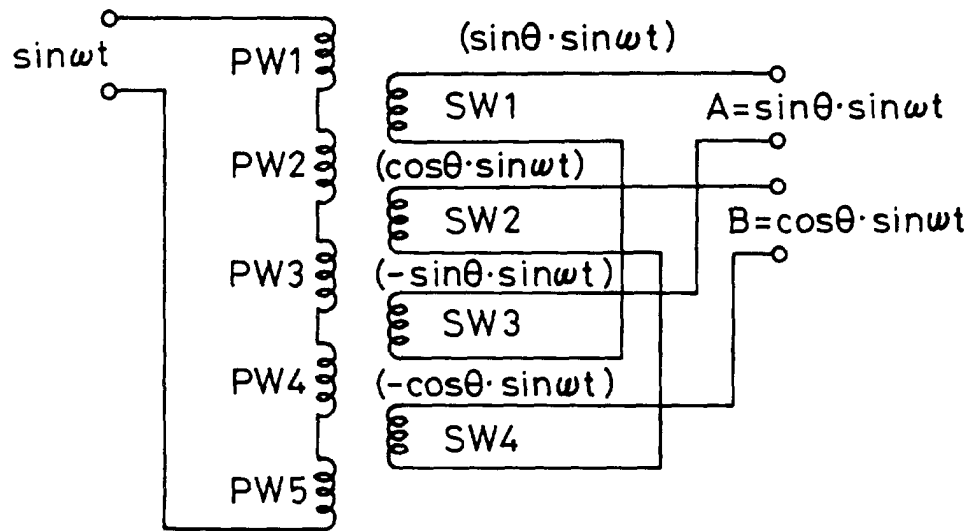 sinωt
PW1
PW2
PW3
PW4
PW5
(sinθ·sinωt)
SW1
A=sinθ·sinωt
(cosθ·sinωt)
SW2
B=cosθ·sinωt
(-sinθ·sinωt)
SW3
(-cosθ·sinωt)
SW4